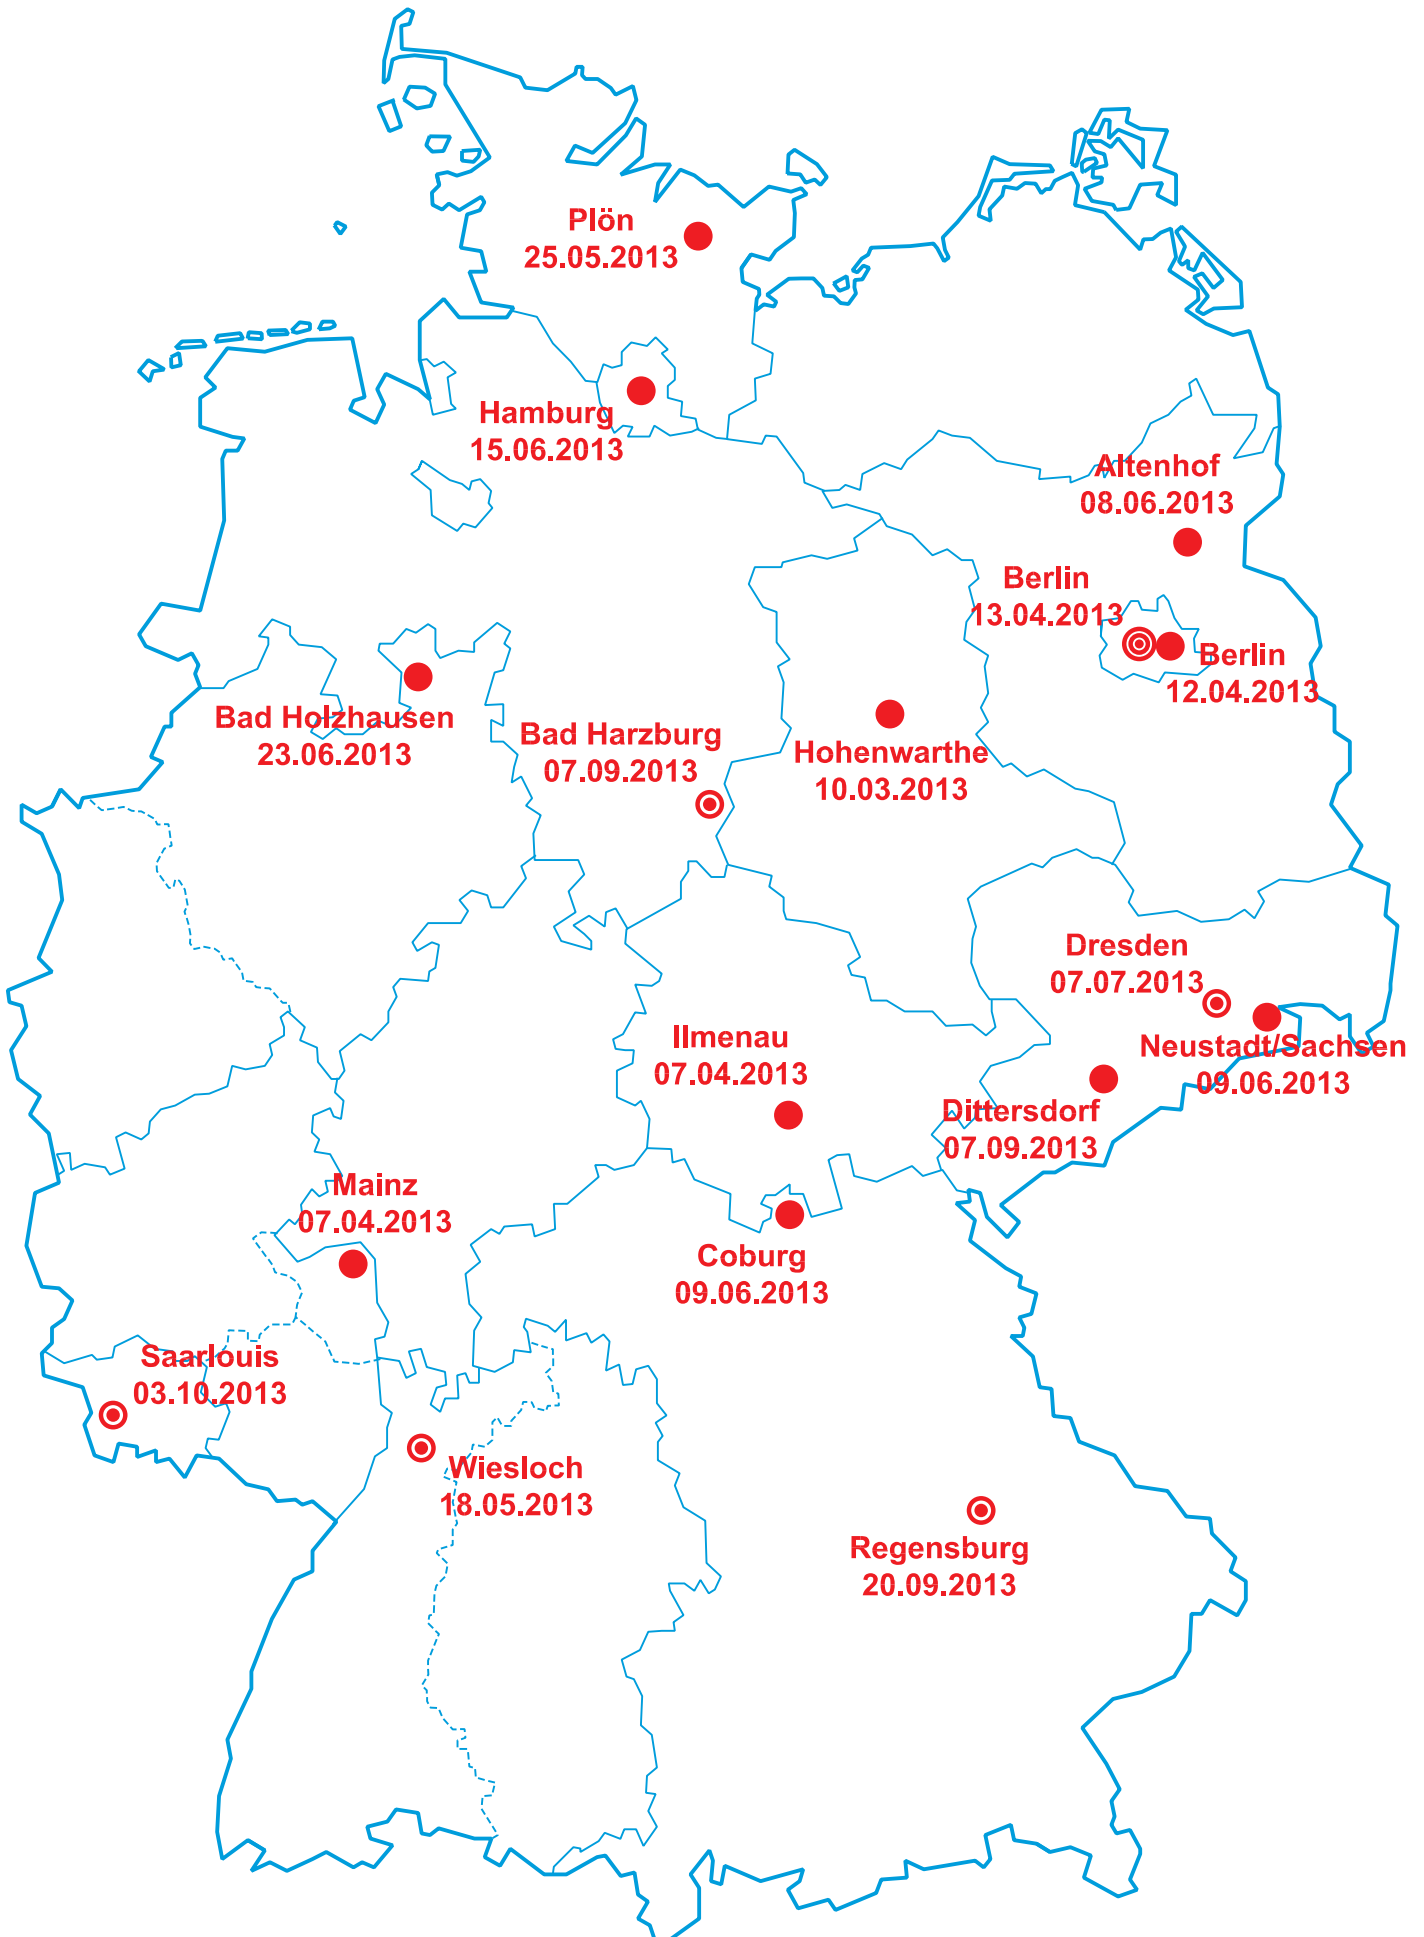 Plön
25.05.2013
Hamburg
15.06.2013
Altenhof
08.06.2013
Berlin
13.04.2013
Berlin
12.04.2013
Bad Holzhausen
23.06.2013
Bad Harzburg
07.09.2013
Hohenwarthe
10.03.2013
Dresden
07.07.2013
Neustadt/Sachsen
09.06.2013
Ilmenau
07.04.2013
Dittersdorf
07.09.2013
Mainz
07.04.2013
Coburg
09.06.2013
Saarlouis
03.10.2013
Wiesloch
18.05.2013
Regensburg
20.09.2013